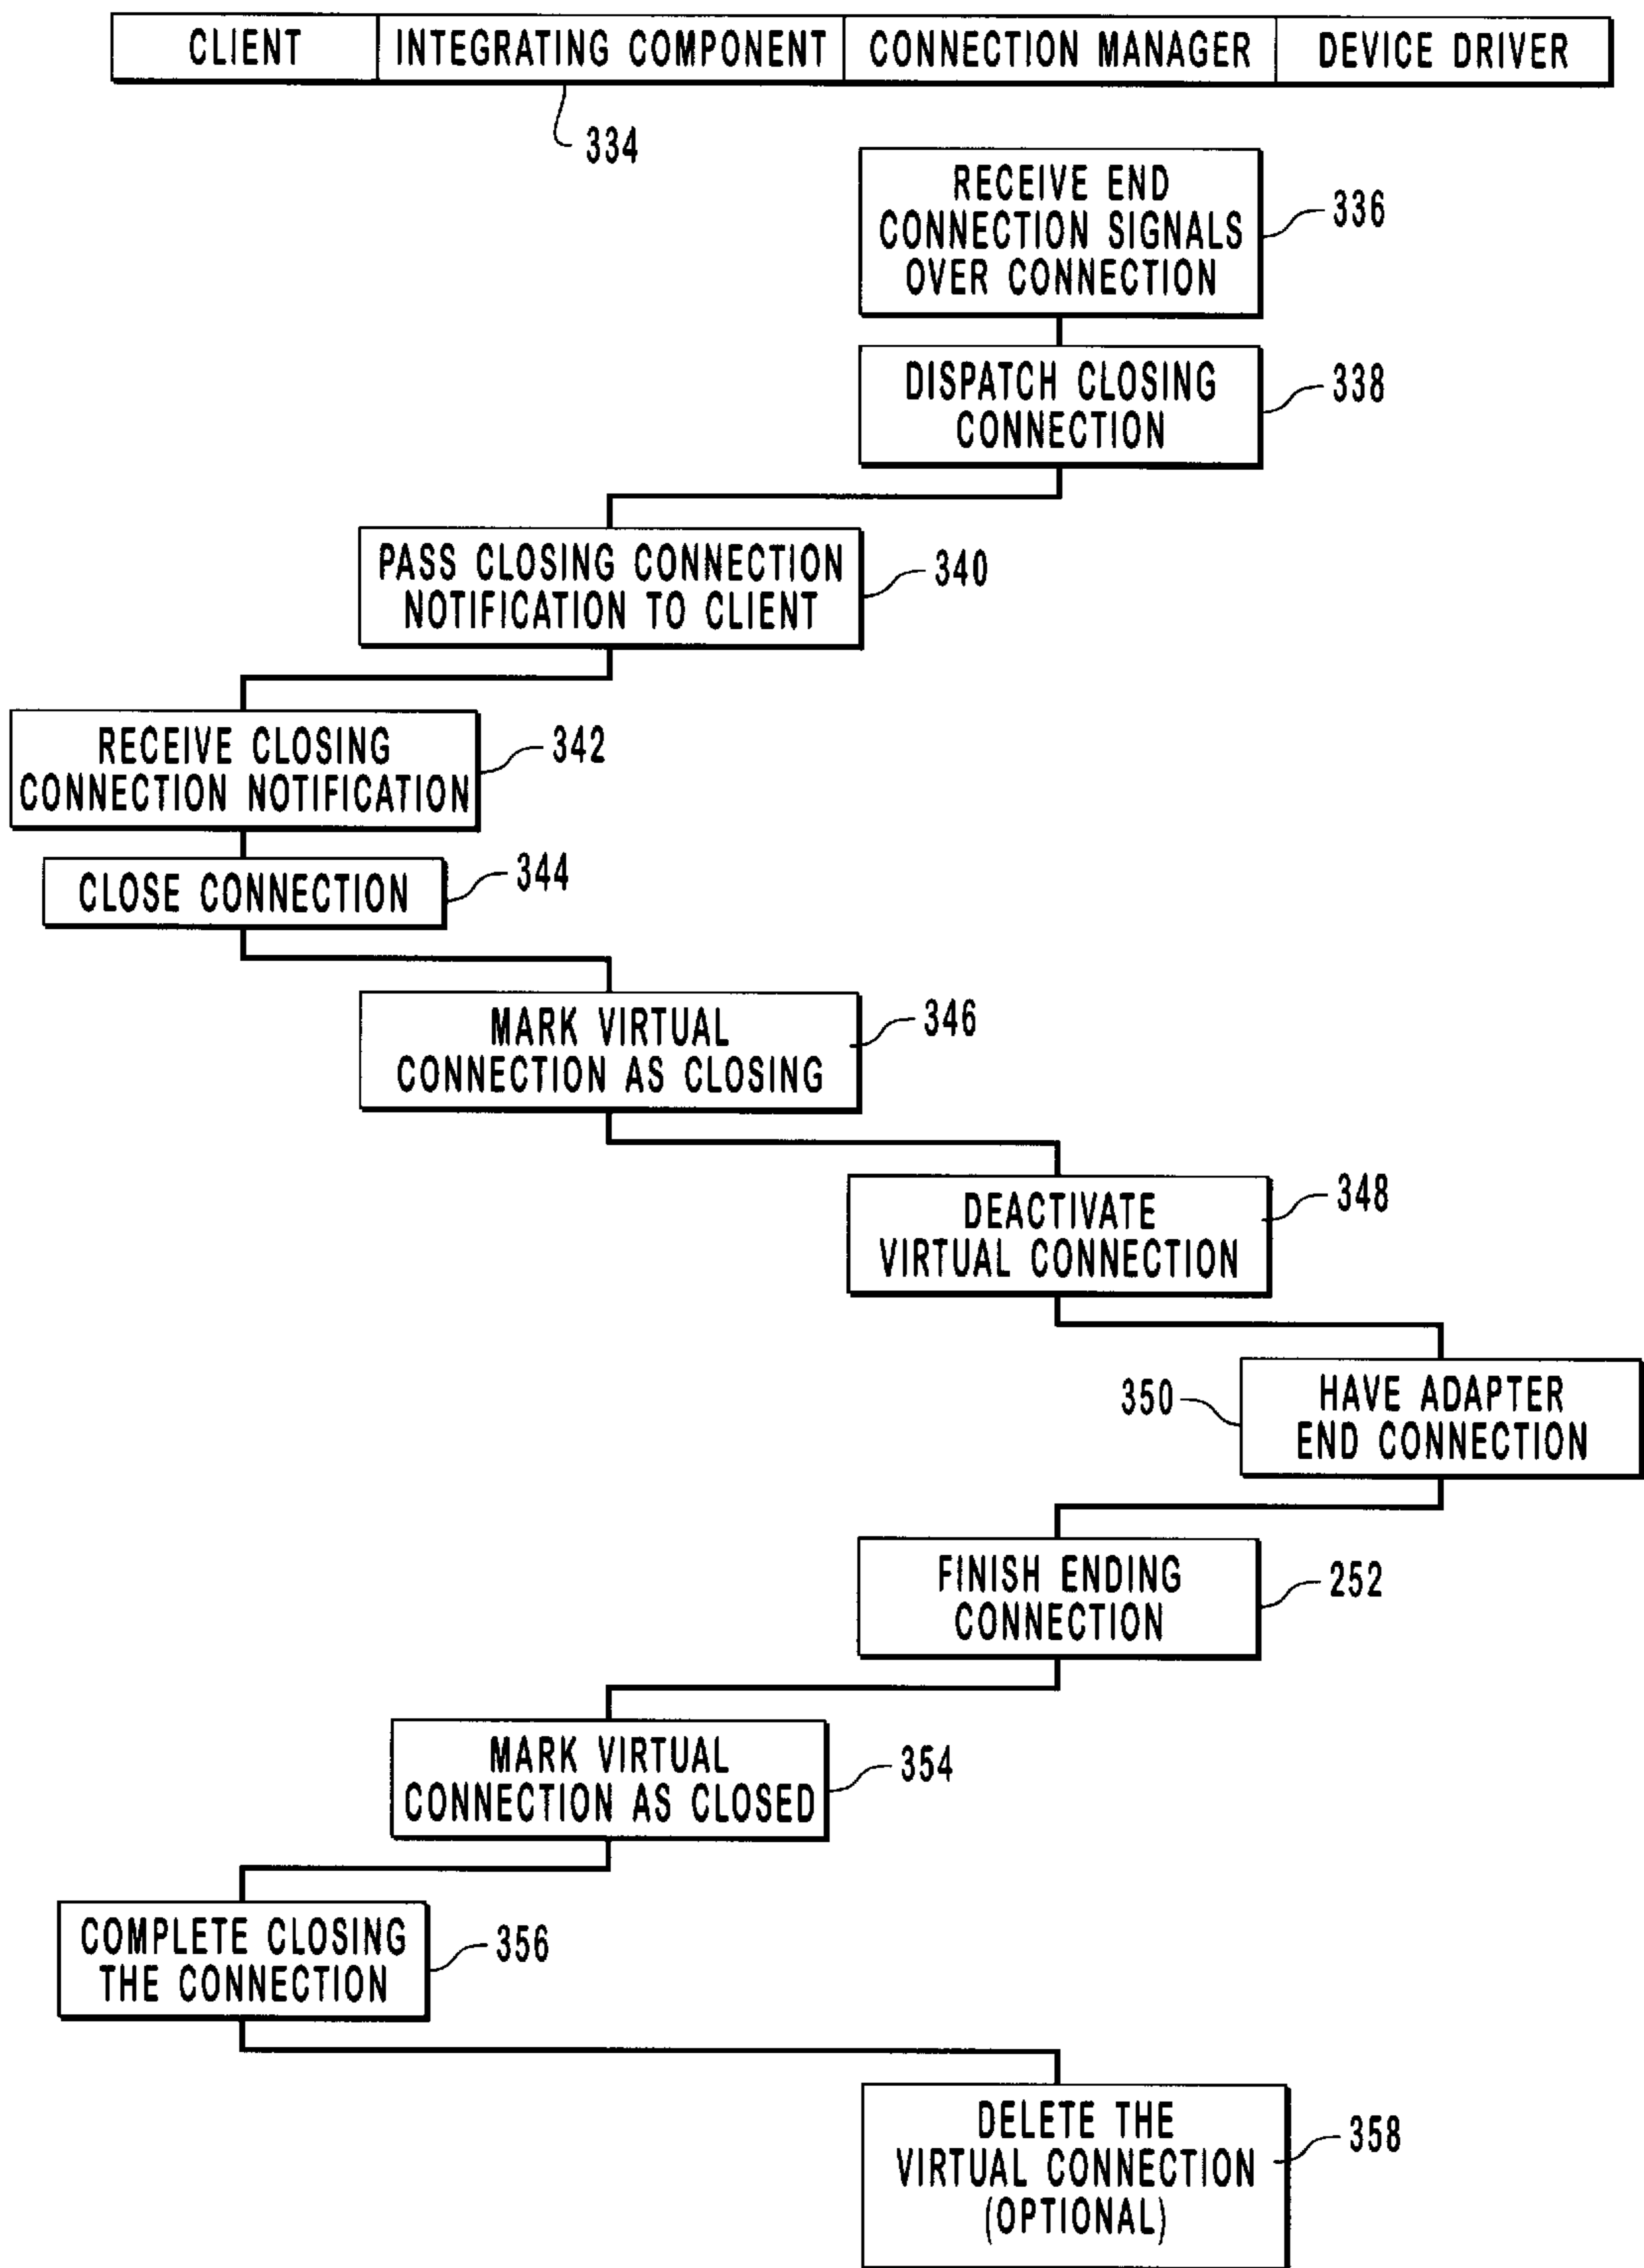 CLIENT INTEGRATING COMPONENT CONNECTION MANAGER DEVICE DRIVER
334
RECEIVE END
CONNECTION SIGNALS
OVER CONNECTION
336
DISPATCH CLOSING
CONNECTION
338
PASS CLOSING CONNECTION
NOTIFICATION TO CLIENT
340
RECEIVE CLOSING
CONNECTION NOTIFICATION
342
CLOSE CONNECTION
344
MARK VIRTUAL
CONNECTION AS CLOSING
346
DEACTIVATE
VIRTUAL CONNECTION
348
HAVE ADAPTER
END CONNECTION
350
FINISH ENDING
CONNECTION
252
MARK VIRTUAL
CONNECTION AS CLOSED
354
COMPLETE CLOSING
THE CONNECTION
356
DELETE THE
VIRTUAL CONNECTION
(OPTIONAL)
358